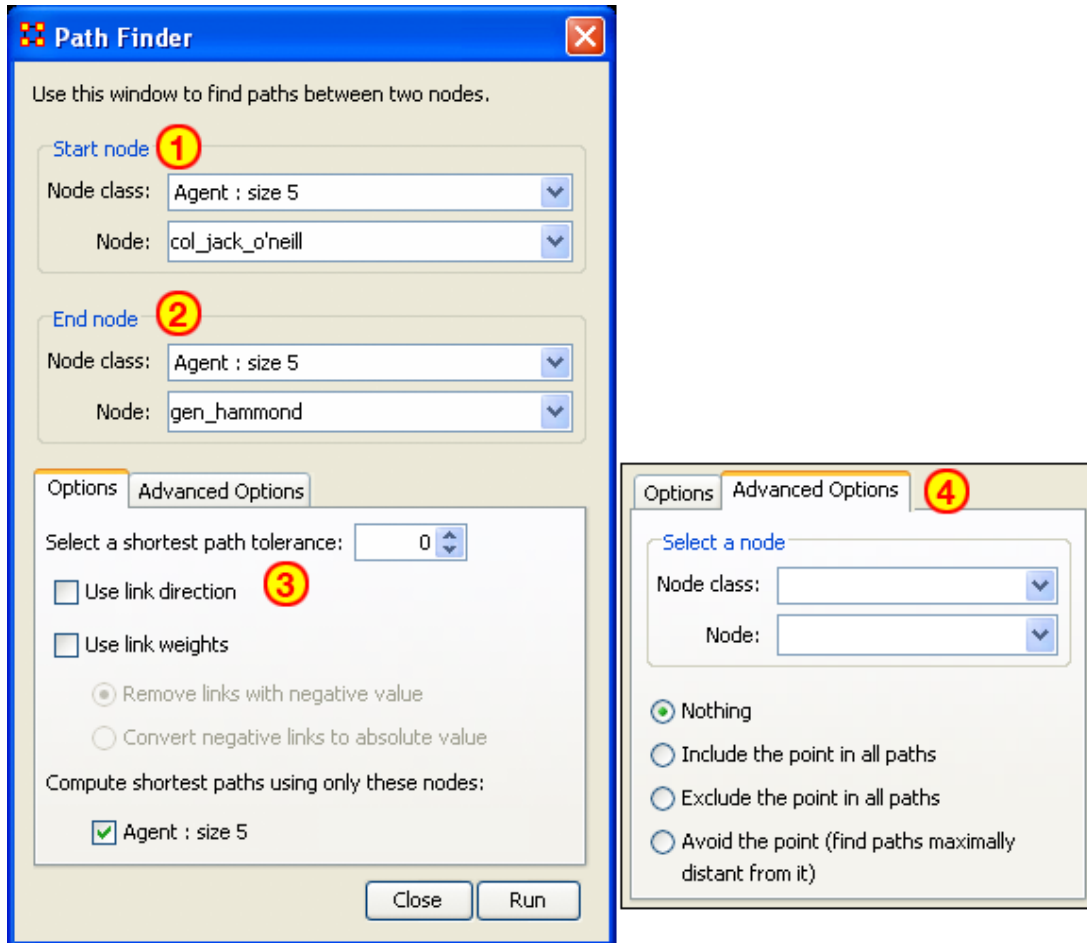 Path Finder
Use this window to find paths between two nodes.
Start node 1
Node class: Agent : size 5
Node: col_jack_o'neill
End node 2
Node class: Agent : size 5
Node: gen_hammond
Options Advanced Options
Select a shortest path tolerance: 0
Use link direction 3
Use link weights
Remove links with negative value
Convert negative links to absolute value
Compute shortest paths using only these nodes:
Agent : size 5
Close Run
Options Advanced Options 4
Select a node
Node class:
Node:
Nothing
Include the point in all paths
Exclude the point in all paths
Avoid the point (find paths maximally
distant from it)